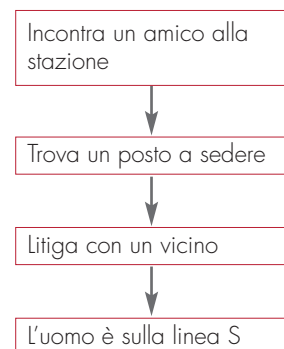 Incontra un amico alla
stazione
Trova un posto a sedere
Litiga con un vicino
L'uomo è sulla linea S